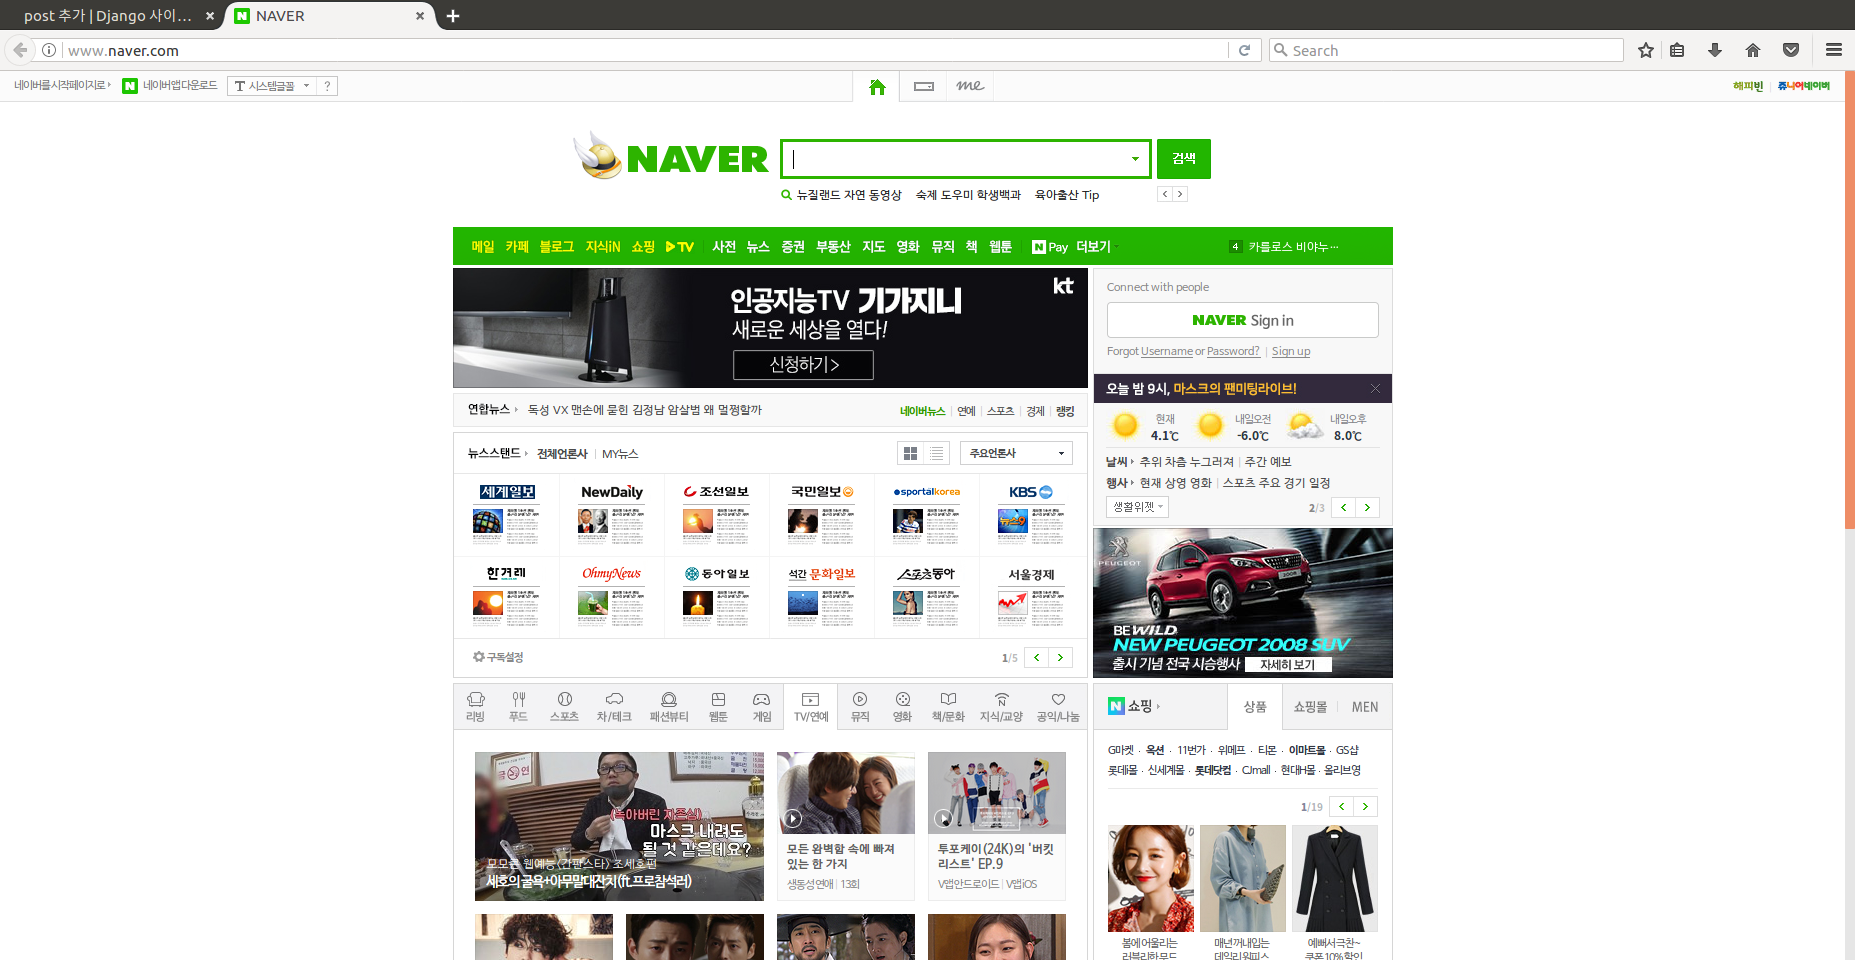 post 추가 | Django 사이...
NAVER
www.naver.com
Search
네이버를 시작페이지로
네이버앱 다운로드
시스템글꼴
?
me
해피빈
쥬니어네이버
NAVER
검색
뉴질랜드 자연 동영상 숙제 도우미 학생백과 육아출산 Tip
메일 카페 블로그 지식iN 쇼핑 TV 사전 뉴스 증권 부동산 지도 영화 뮤직 책 웹툰 N Pay 더보기
4 카를로스 비야누…
인공지능TV 기가지니
새로운 세상을 열다!
신청하기 >
kt
Connect with people
NAVER Sign in
Forgot Username or Password? | Sign up
오늘 밤 9시, 마스크의 팬미팅라이브!
연합뉴스 독성 VX 맨손에 묻힌 김정남 암살범 왜 멀쩡할까
네이버뉴스 | 연예 | 스포츠 | 경제 | 랭킹
현재 4.1℃
내일오전 -6.0℃
내일오후 8.0℃
뉴스스탠드 전체언론사 | MY뉴스
주요언론사
날씨 추위 차츰 누그러져 | 주간 예보
행사 현재 상영 영화 | 스포츠 주요 경기 일정
생활위젯
2/3
세계일보 NewDaily 조선일보 국민일보 sportalkorea KBS
뉴스9
한겨레 OhmyNews 동아일보 석간 문화일보 스포츠동아 서울경제
구독설정
1/5
PEUGEOT
2008
BE WILD
NEW PEUGEOT 2008 SUV
출시 기념 전국 시승행사 자세히 보기
리빙 푸드 스포츠 차/테크 패션뷰티 웹툰 게임 TV/연예 뮤직 영화 책/문화 지식/교양 공익/나눔
N 쇼핑
상품 쇼핑몰 | MEN
G마켓 · 옥션 · 11번가 · 위메프 · 티몬 · 이마트몰 · GS샵
롯데몰 · 신세계몰 · 롯데닷컴 · CJmall · 현대H몰 · 올리브영
1/19
금연
(녹아버린 자존심)
마스크 내려도
될 것 같은데요?
모모콘 웹예능<간판스타> 조세호편
세호의 굴욕+아무말대잔치(ft.프로참석러)
모든 완벽함 속에 빠져
있는 한 가지
생동성 연애 | 13회
투포케이(24K)의 '버킷
리스트' EP.9
V앱안드로이드 | V앱iOS
봄에 어울리는
러블리한 무드
매년 꺼내입는
데일리 원피스
예뻐서 극찬~
쿠폰 10% 할인